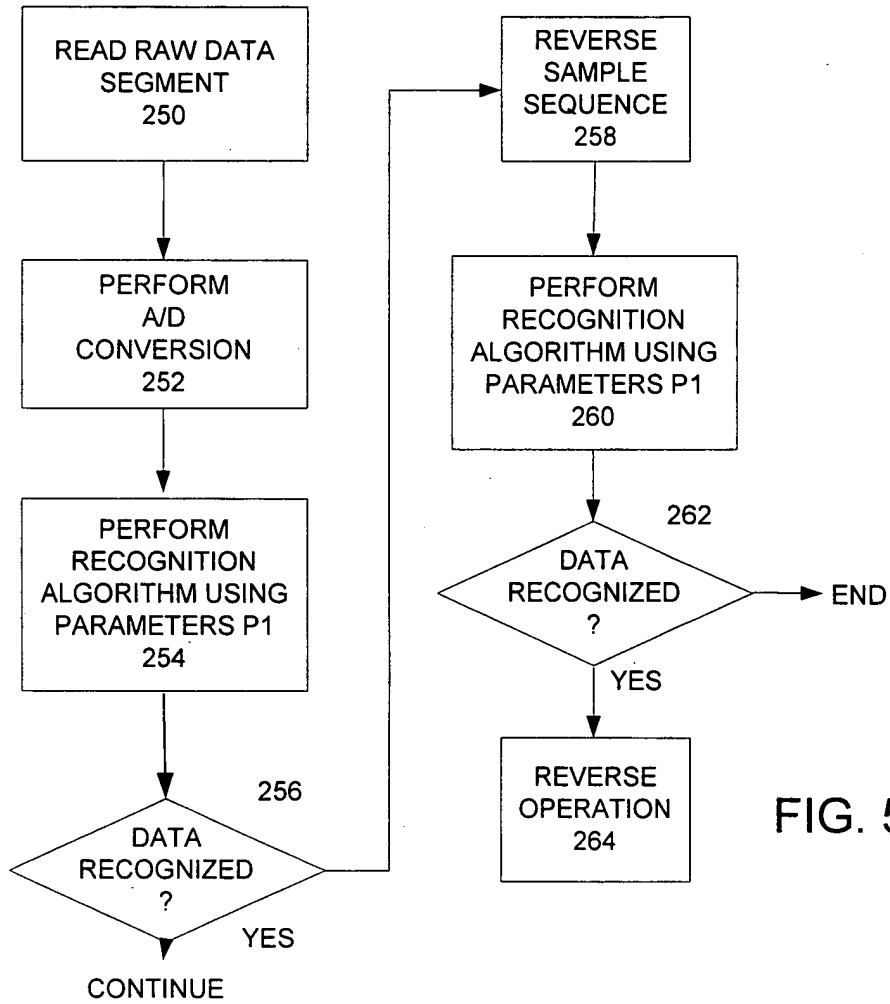 READ RAW DATA
SEGMENT
250
PERFORM
A/D
CONVERSION
252
PERFORM
RECOGNITION
ALGORITHM USING
PARAMETERS P1
254
256
DATA
RECOGNIZED
?
YES
CONTINUE
REVERSE
SAMPLE
SEQUENCE
258
PERFORM
RECOGNITION
ALGORITHM USING
PARAMETERS P1
260
262
DATA
RECOGNIZED
?
END
YES
REVERSE
OPERATION
264
FIG. 5